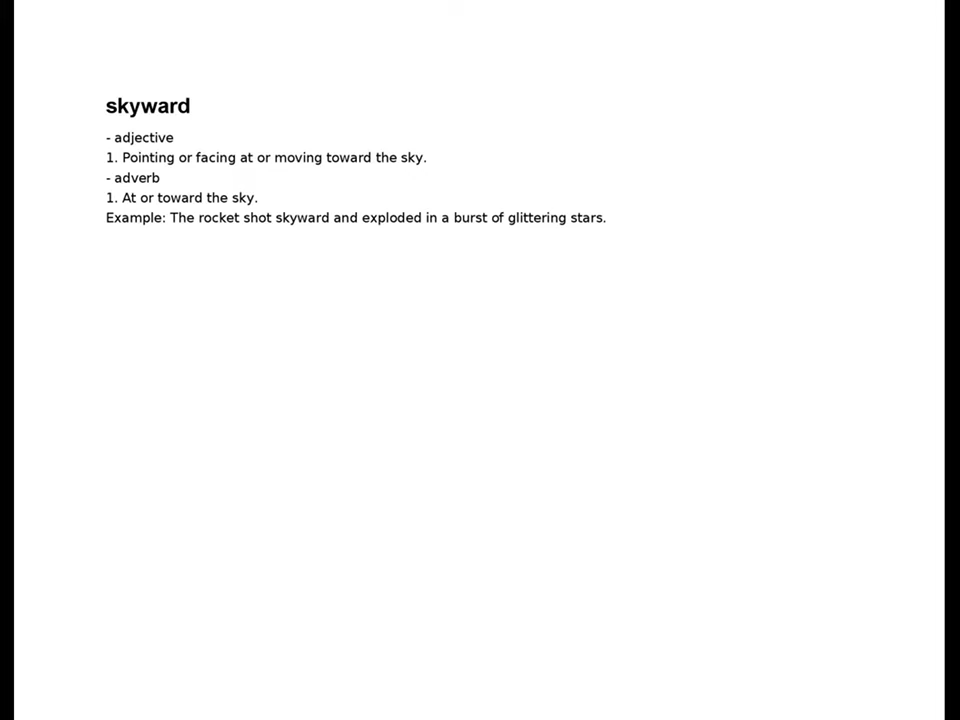 skyward
- adjective
1. Pointing or facing at or moving toward the sky.
- adverb
1. At or toward the sky.
Example: The rocket shot skyward and exploded in a burst of glittering stars.